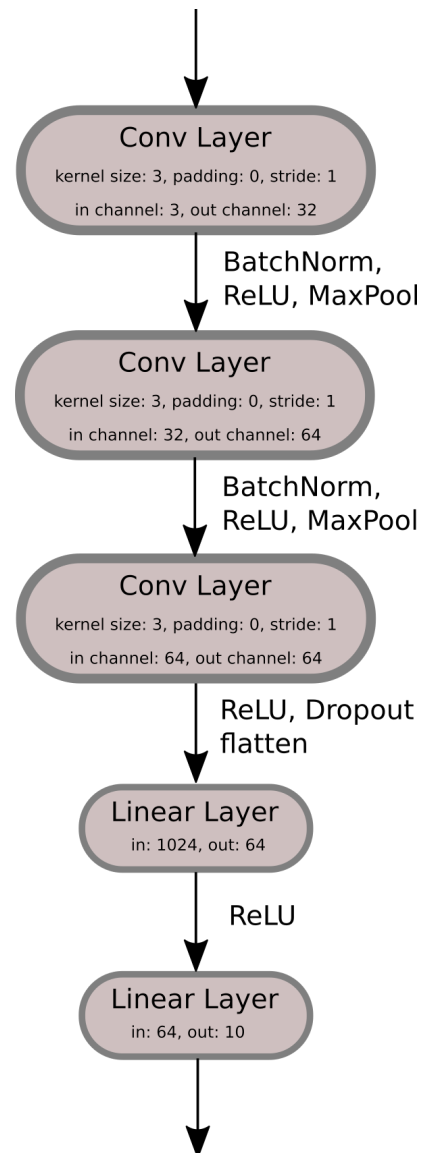 Conv Layer
kernel size: 3, padding: 0, stride: 1
in channel: 3, out channel: 32
BatchNorm,
ReLU, MaxPool
Conv Layer
kernel size: 3, padding: 0, stride: 1
in channel: 32, out channel: 64
BatchNorm,
ReLU, MaxPool
Conv Layer
kernel size: 3, padding: 0, stride: 1
in channel: 64, out channel: 64
ReLU, Dropout
flatten
Linear Layer
in: 1024, out: 64
ReLU
Linear Layer
in: 64, out: 10